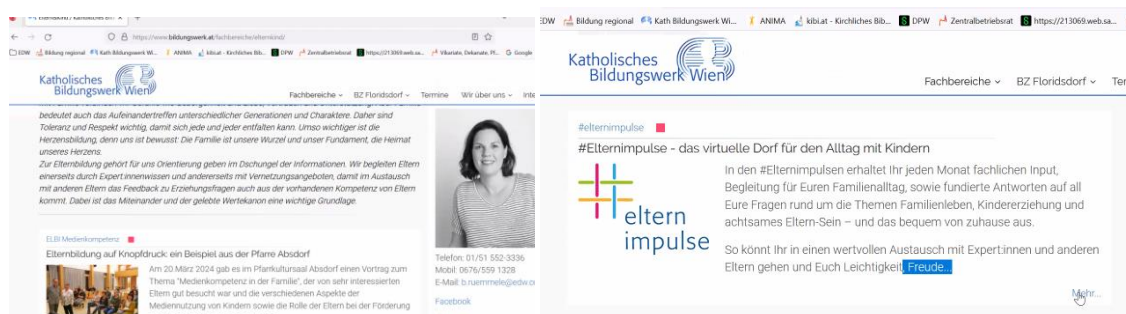 https://www.bildungswerk.at/fachbereiche/elternkind/
EDW Bildung regional Kath Bildungswerk Wi... ANIMA kibi.at - Kirchliches Bib... DPW Zentralbetriebsrat https://213069.web.sa... Vikariate, Dekanate, Pf... Google
Katholisches
Bildungswerk Wien
Fachbereiche BZ Floridsdorf Termine Wir über uns Inte
bedeutet auch das Aufeinandertreffen unterschiedlicher Generationen und Charaktere. Daher sind
Toleranz und Respekt wichtig, damit sich jede und jeder entfalten kann. Umso wichtiger ist die
Herzensbildung, denn uns ist bewusst: Die Familie ist unsere Wurzel und unser Fundament, die Heimat
unseres Herzens.
Zur Elternbildung gehört für uns Orientierung geben im Dschungel der Informationen. Wir begleiten Eltern
einerseits durch Expert:innenwissen und andererseits mit Vernetzungsangeboten, damit im Austausch
mit anderen Eltern das Feedback zu Erziehungsfragen auch aus der vorhandenen Kompetenz von Eltern
kommt. Dabei ist das Miteinander und der gelebte Wertekanon eine wichtige Grundlage.
ELBI Medienkompetenz
Elternbildung auf Knopfdruck: ein Beispiel aus der Pfarre Absdorf
Am 20.März 2024 gab es im Pfarrkultursaal Absdorf einen Vortrag zum
Thema "Medienkompetenz in der Familie", der von sehr interessierten
Eltern gut besucht war und die verschiedenen Aspekte der
Mediennutzung von Kindern sowie die Rolle der Eltern bei der Förderung
Telefon: 01/51 552-3336
Mobil: 0676/559 1328
E-Mail: b.ruemmele@edw.or
Facebook
EDW Bildung regional Kath Bildungswerk Wi... ANIMA kibi.at - Kirchliches Bib... DPW Zentralbetriebsrat https://213069.web.sa...
Katholisches
Bildungswerk Wien
Fachbereiche BZ Floridsdorf Ter
#elternimpulse
#Elternimpulse - das virtuelle Dorf für den Alltag mit Kindern
eltern
impulse
In den #Elternimpulsen erhaltet Ihr jeden Monat fachlichen Input,
Begleitung für Euren Familienalltag, sowie fundierte Antworten auf all
Eure Fragen rund um die Themen Familienleben, Kindererziehung und
achtsames Eltern-Sein – und das bequem von zuhause aus.
So könnt Ihr in einen wertvollen Austausch mit Expert:innen und anderen
Eltern gehen und Euch Leichtigkeit, Freude...
Mehr...